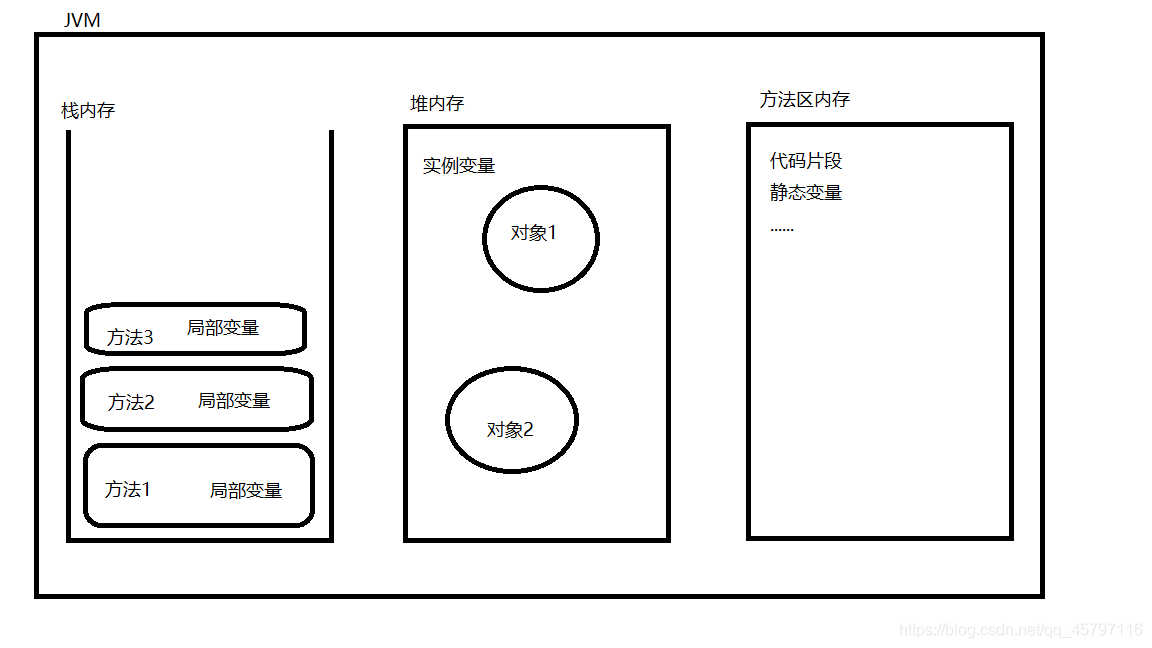 JVM
栈内存
方法3 局部变量
方法2 局部变量
方法1 局部变量
堆内存
实例变量
对象1
对象2
方法区内存
代码片段
静态变量
......
https://blog.csdn.net/qq_45797116